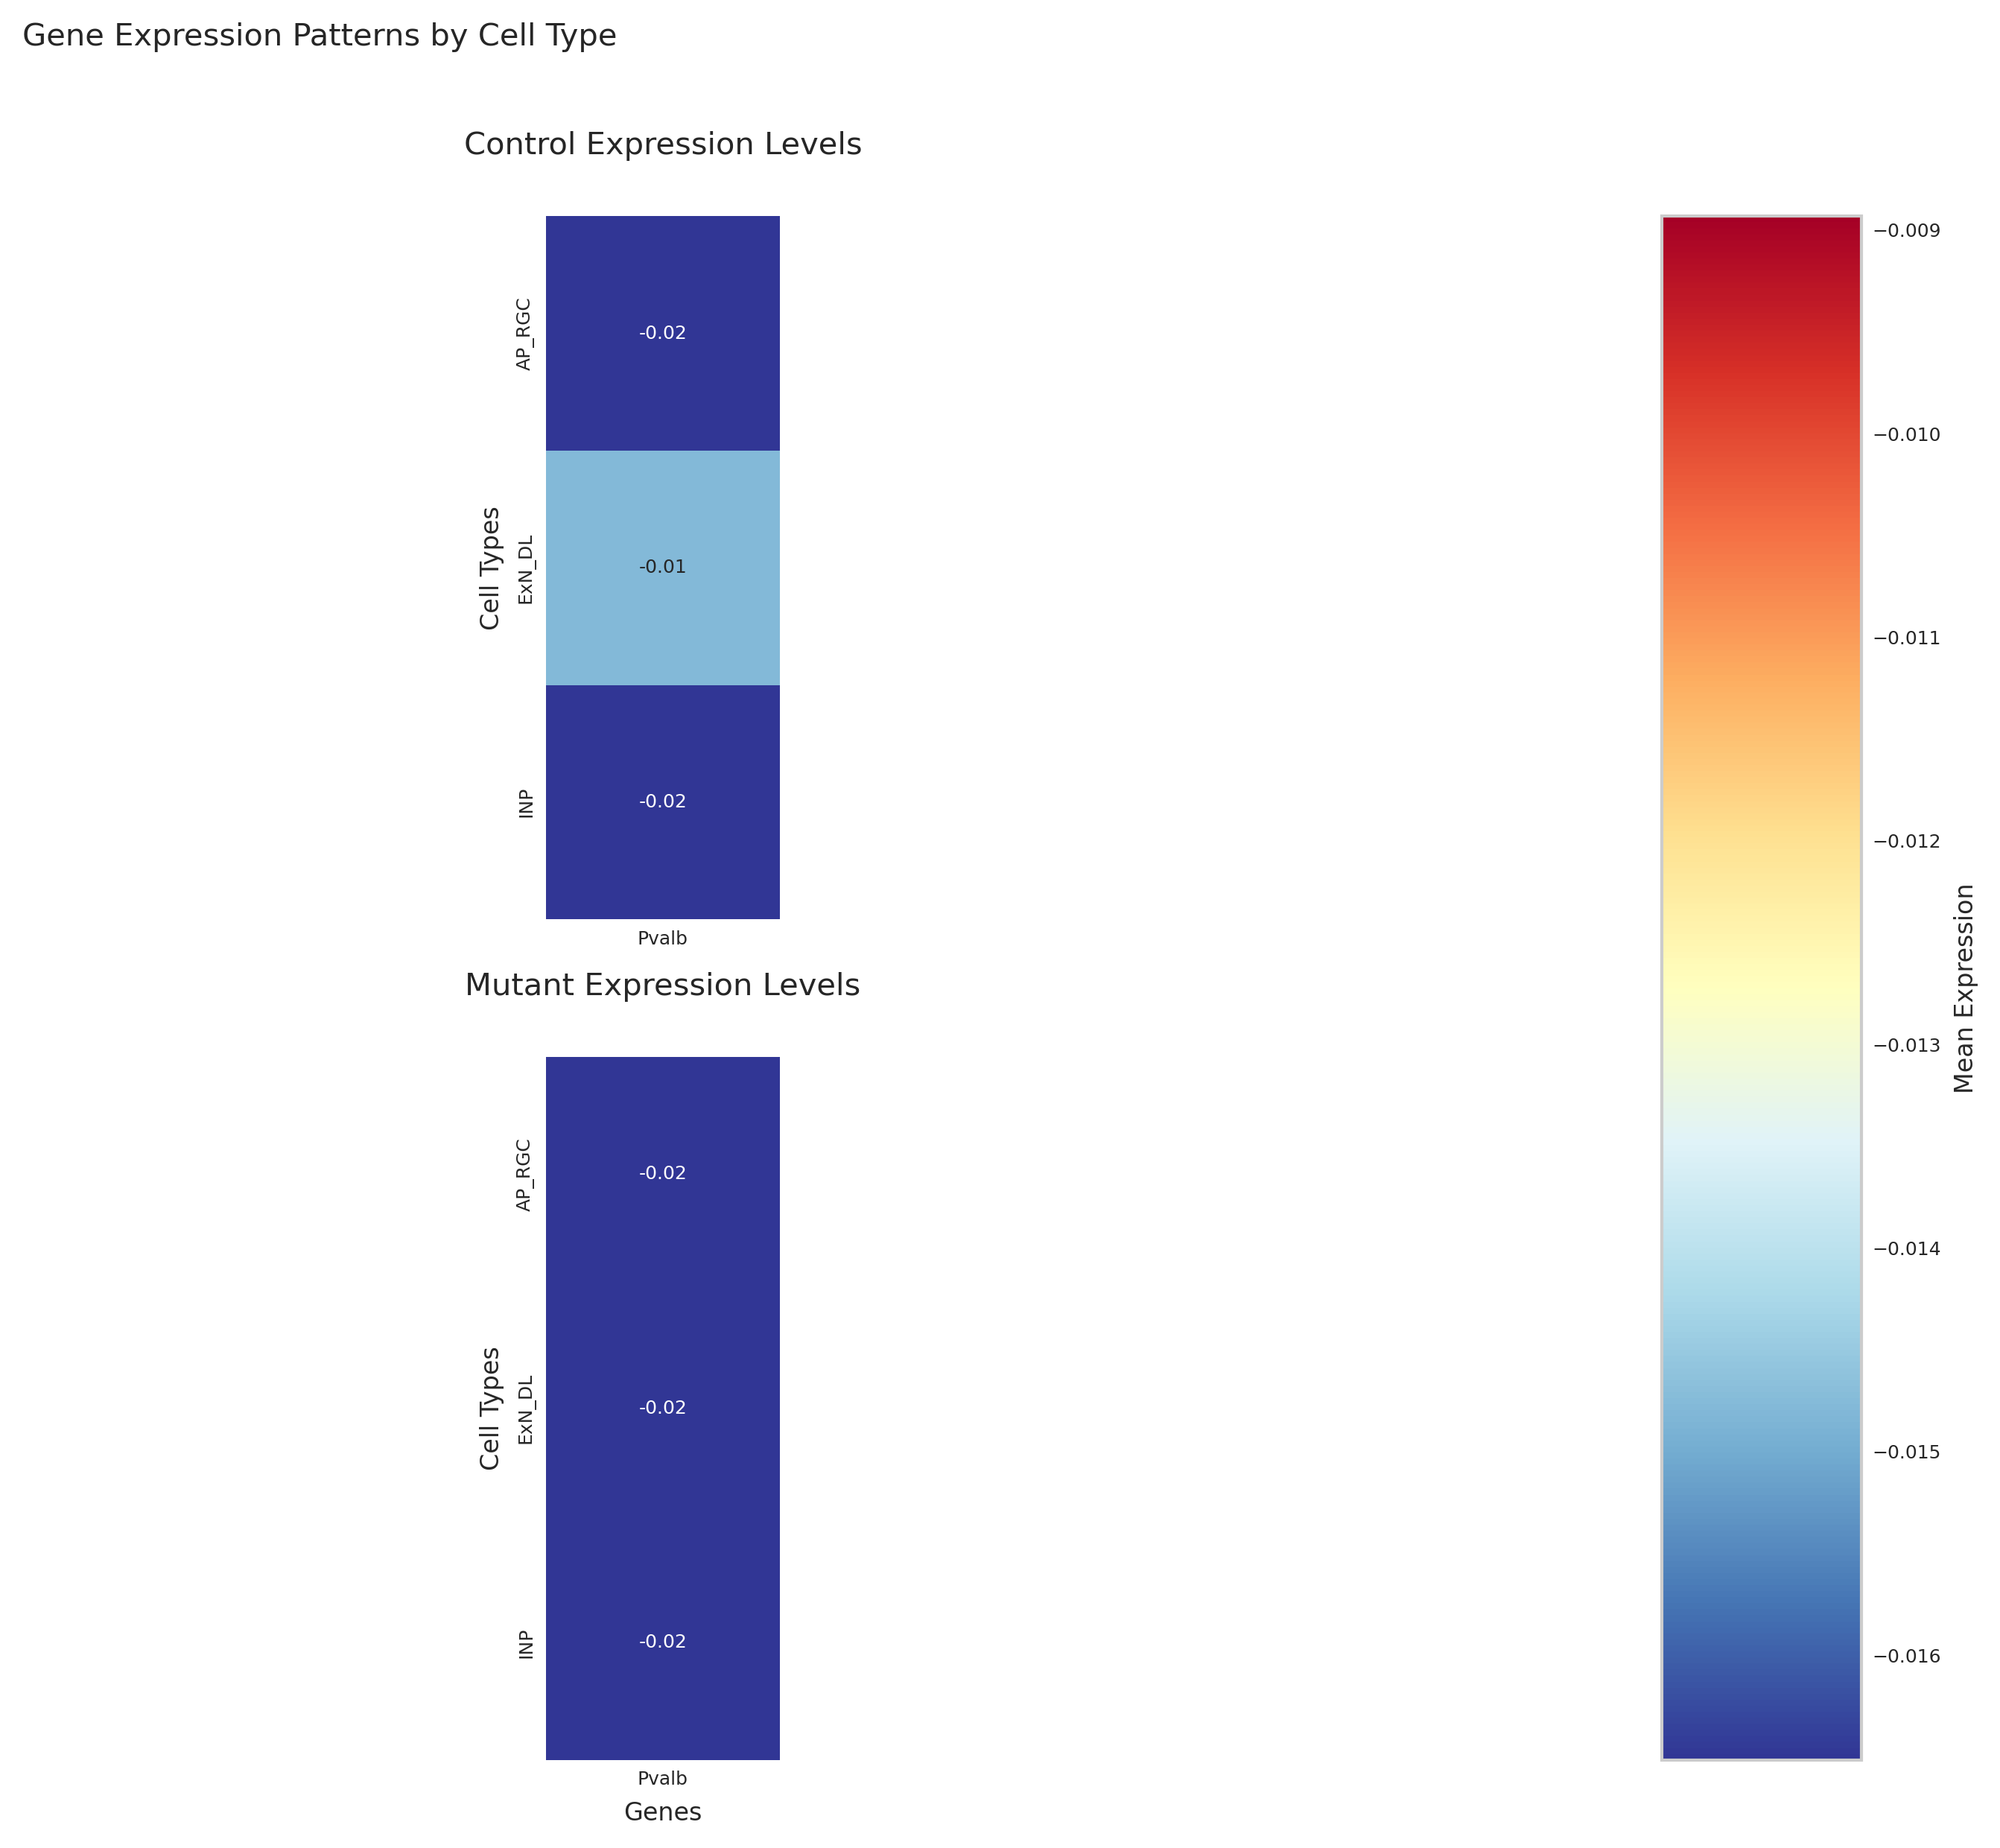 Gene Expression Patterns by Cell Type
Control Expression Levels
Cell Types
AP_RGC
-0.02
ExN_DL
-0.01
INP
-0.02
Pvalb
Mutant Expression Levels
Cell Types
AP_RGC
-0.02
ExN_DL
-0.02
INP
-0.02
Pvalb
Genes
−0.009
−0.010
−0.011
−0.012
−0.013
−0.014
−0.015
−0.016
Mean Expression